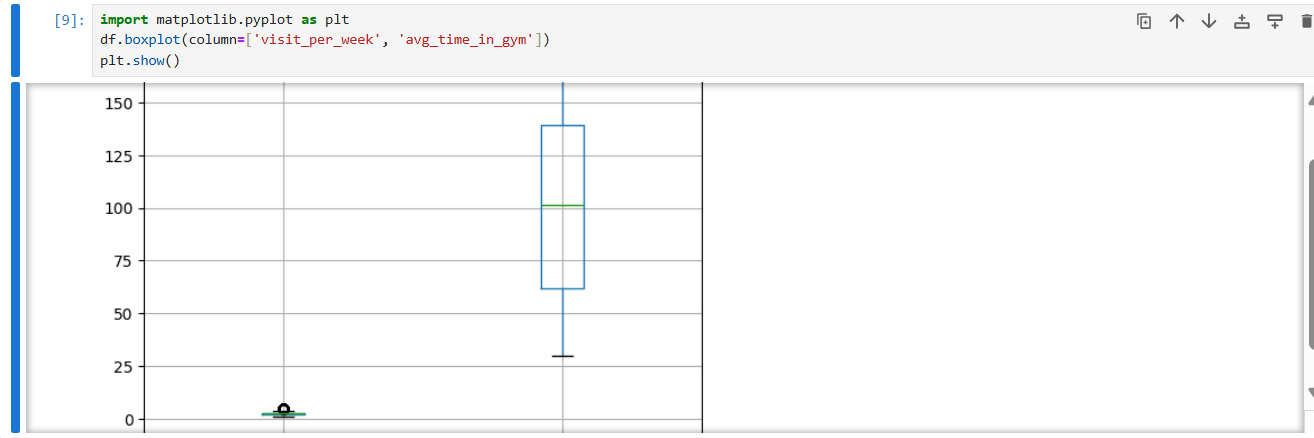 [9]: import matplotlib.pyplot as plt
df.boxplot(column=['visit_per_week', 'avg_time_in_gym'])
plt.show()
150
125
100
75
50
25
0